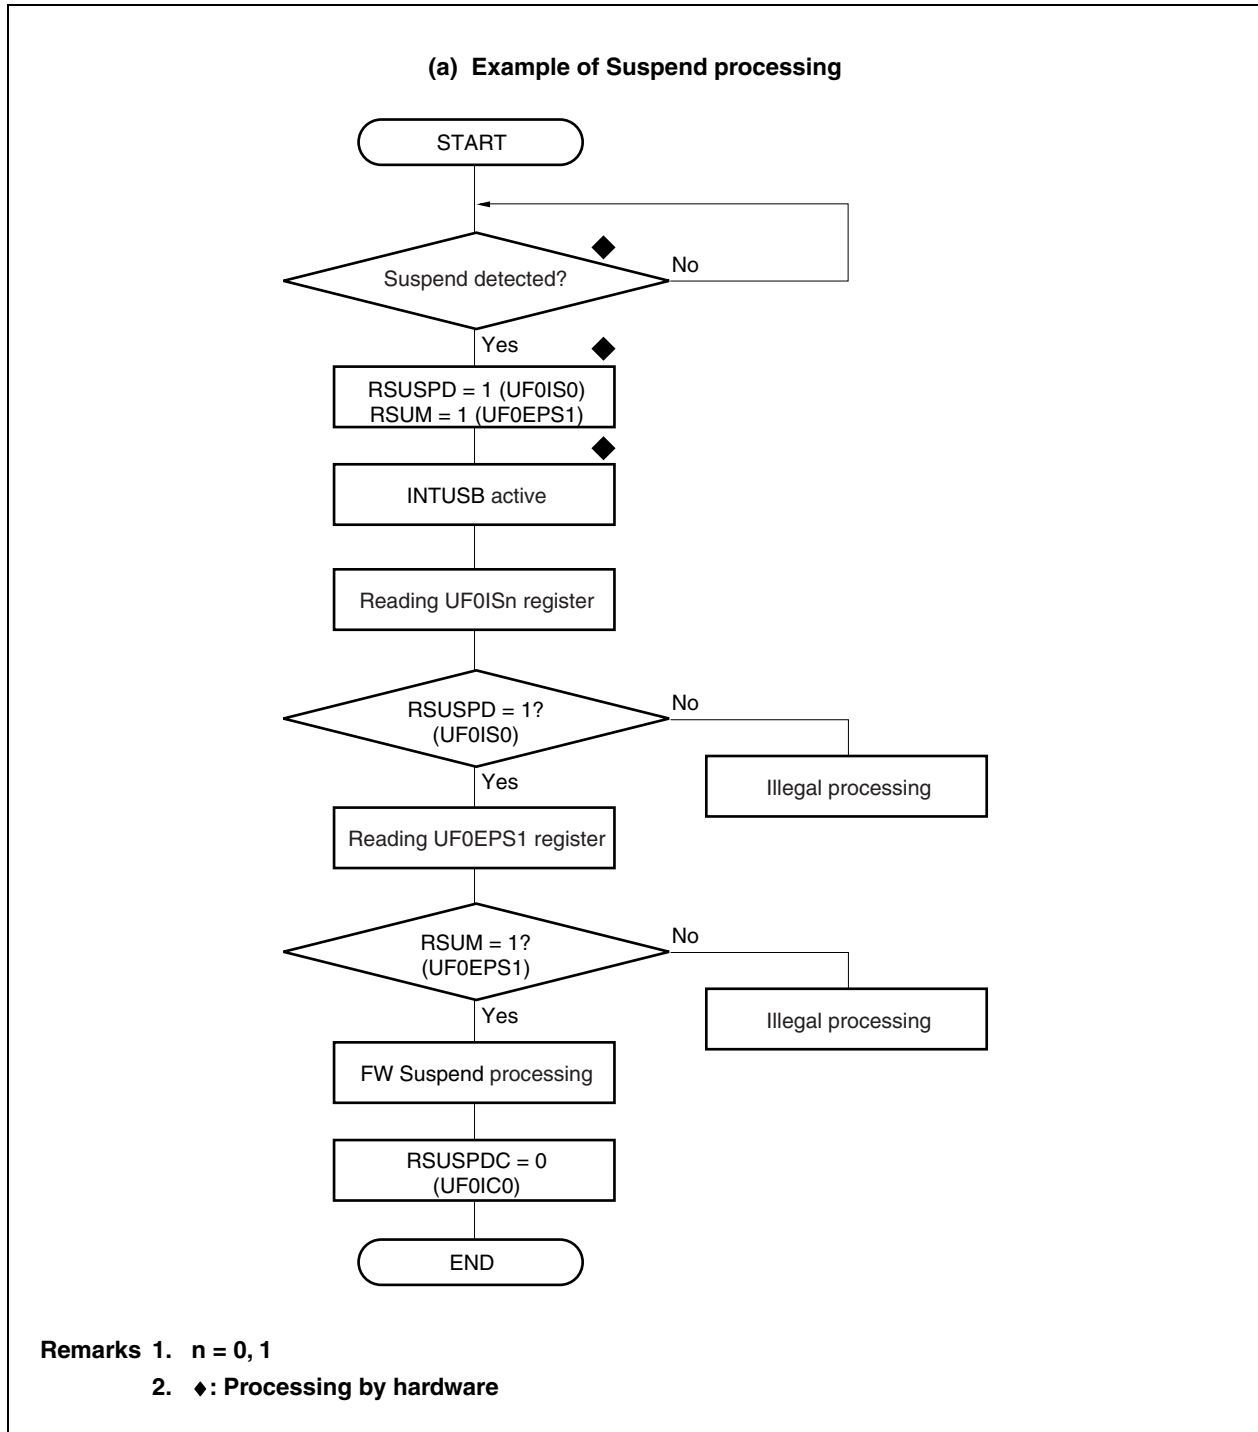 (a) Example of Suspend processing
START
Suspend detected?
No
Yes
RSUSPD = 1 (UF0IS0)
RSUM = 1 (UF0EPS1)
INTUSB active
Reading UF0ISn register
RSUSPD = 1?
(UF0IS0)
No
Yes
Illegal processing
Reading UF0EPS1 register
RSUM = 1?
(UF0EPS1)
No
Yes
Illegal processing
FW Suspend processing
RSUSPDC = 0
(UF0IC0)
END
Remarks 1. n = 0, 1
2. ♦: Processing by hardware